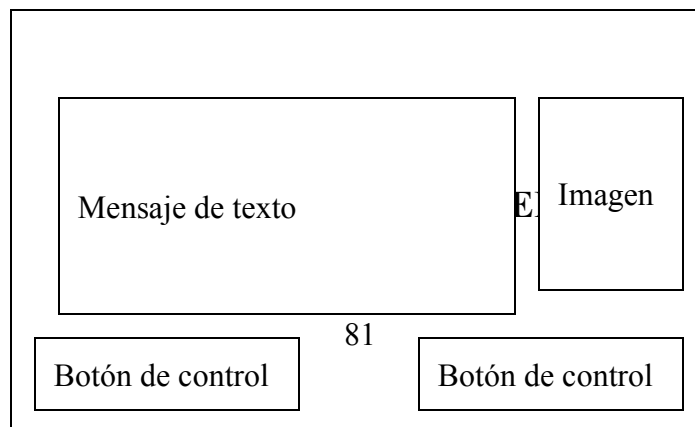 Mensaje de texto
Imagen
81
Botón de control
Botón de control